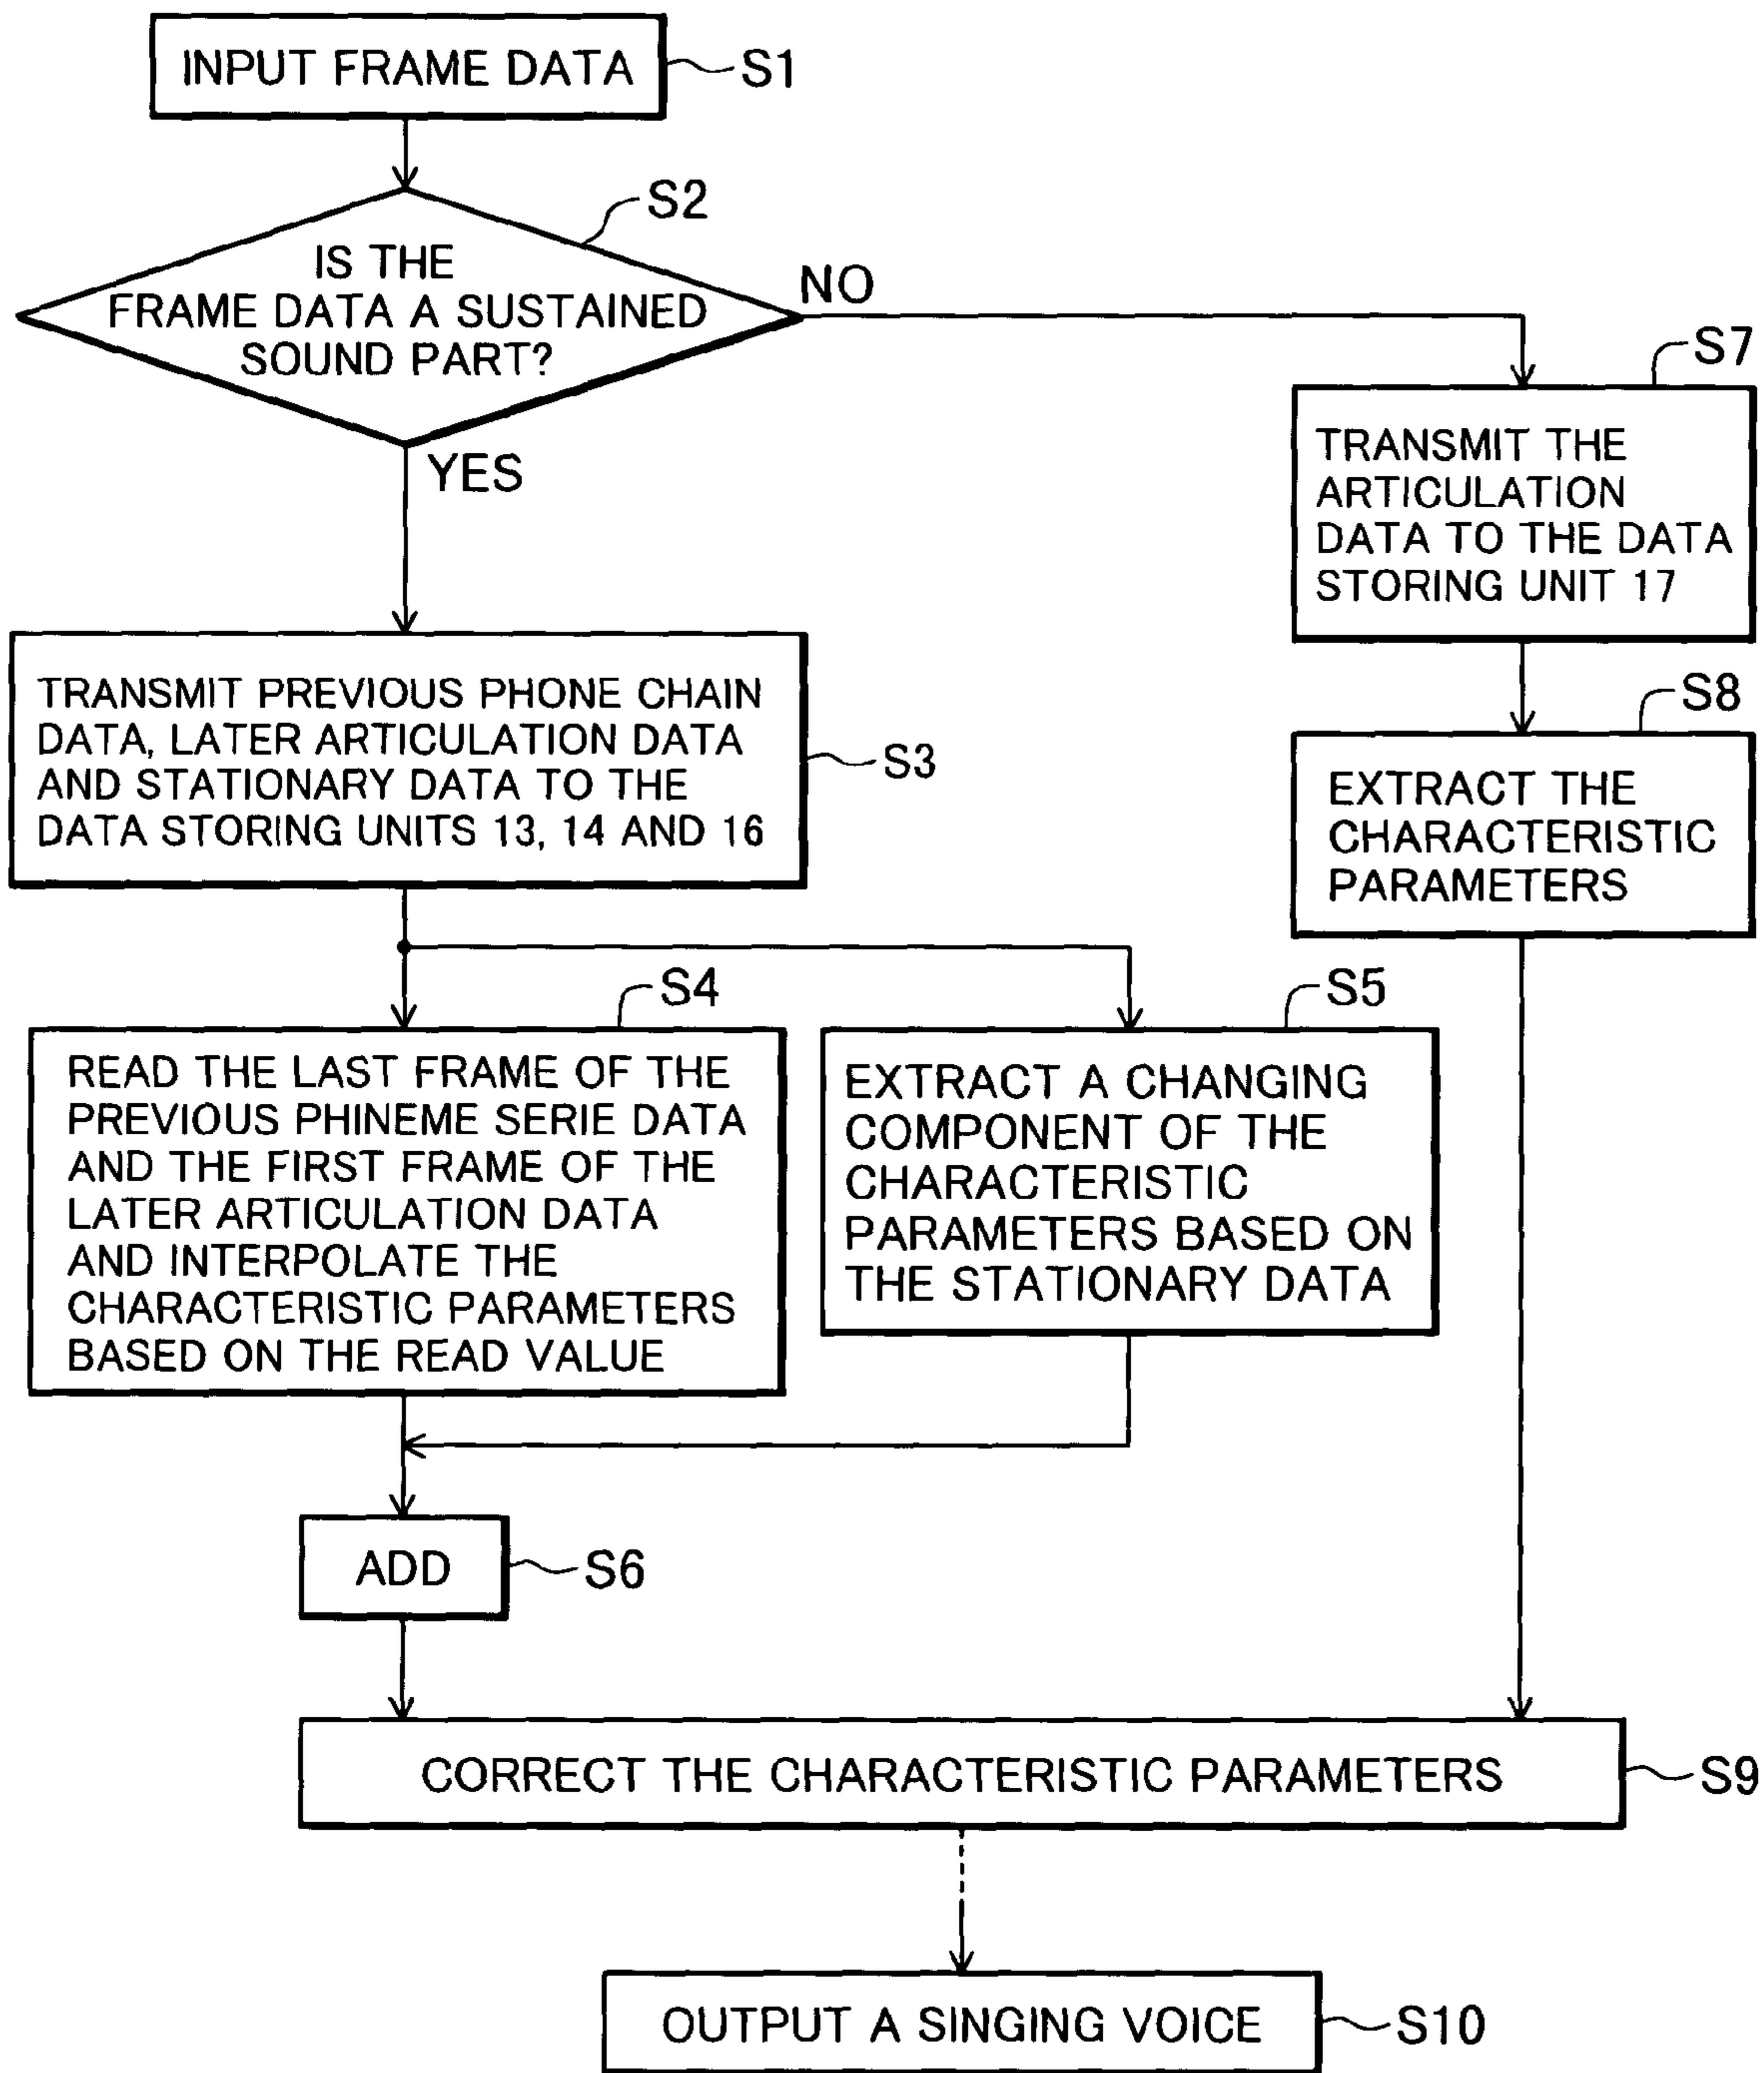 INPUT FRAME DATA
S1
S2
IS THE
FRAME DATA A SUSTAINED
SOUND PART?
NO
YES
S7
TRANSMIT THE
ARTICULATION
DATA TO THE DATA
STORING UNIT 17
TRANSMIT PREVIOUS PHONE CHAIN
DATA, LATER ARTICULATION DATA
AND STATIONARY DATA TO THE
DATA STORING UNITS 13, 14 AND 16
S3
S8
EXTRACT THE
CHARACTERISTIC
PARAMETERS
S4
READ THE LAST FRAME OF THE
PREVIOUS PHINEME SERIE DATA
AND THE FIRST FRAME OF THE
LATER ARTICULATION DATA
AND INTERPOLATE THE
CHARACTERISTIC PARAMETERS
BASED ON THE READ VALUE
S5
EXTRACT A CHANGING
COMPONENT OF THE
CHARACTERISTIC
PARAMETERS BASED ON
THE STATIONARY DATA
ADD
S6
CORRECT THE CHARACTERISTIC PARAMETERS
S9
OUTPUT A SINGING VOICE
S10